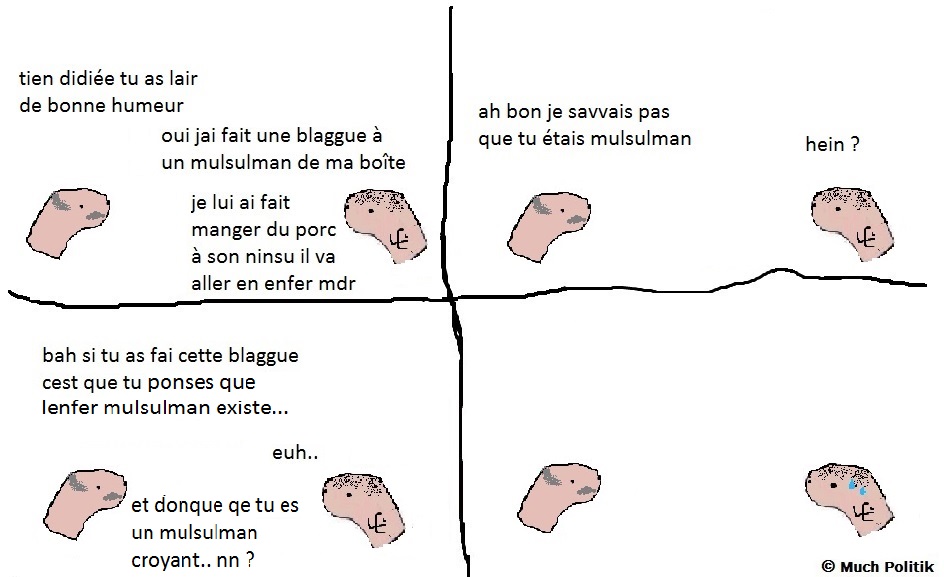 tien didiée tu as lair
de bonne humeur
oui jai fait une blaggue à
un mulsulman de ma boîte
je lui ai fait
manger du porc
à son ninsu il va
aller en enfer mdr
ah bon je savvais pas
que tu étais mulsulman
hein ?
bah si tu as fai cette blaggue
cest que tu ponses que
lenfer mulsulman existe...
euh..
et donque qe tu es
un mulsulman
croyant.. nn ?
© Much Politik